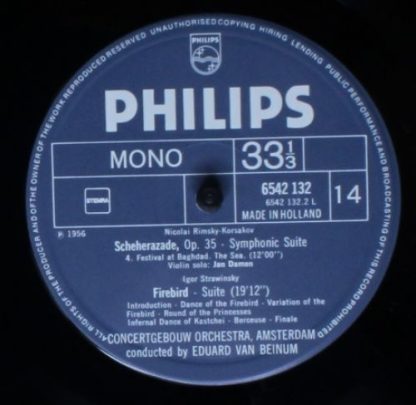 ALL RIGHTS OF THE PRODUCER AND OF THE OWNER OF THE WORK REPRODUCED RESERVED UNAUTHORISED COPYING HIRING LENDING PUBLIC PERFORMANCE AND BROADCASTING OF THIS RECORD PROHIBITED
PHILIPS
PHILIPS
MONO
33 1/3
STEMRA
6542 132
6542 132.2 L
MADE IN HOLLAND
14
℗ 1956
Nicolai Rimsky-Korsakov
Scheherazade, Op. 35 - Symphonic Suite
4. Festival at Baghdad. The Sea. (12'00")
Violin solo: Jan Damen
Igor Strawinsky
Firebird - Suite (19'12")
Introduction - Dance of the Firebird - Variation of the
Firebird - Round of the Princesses
Infernal Dance of Kastchei - Berceuse - Finale
CONCERTGEBOUW ORCHESTRA, AMSTERDAM
conducted by EDUARD VAN BEINUM